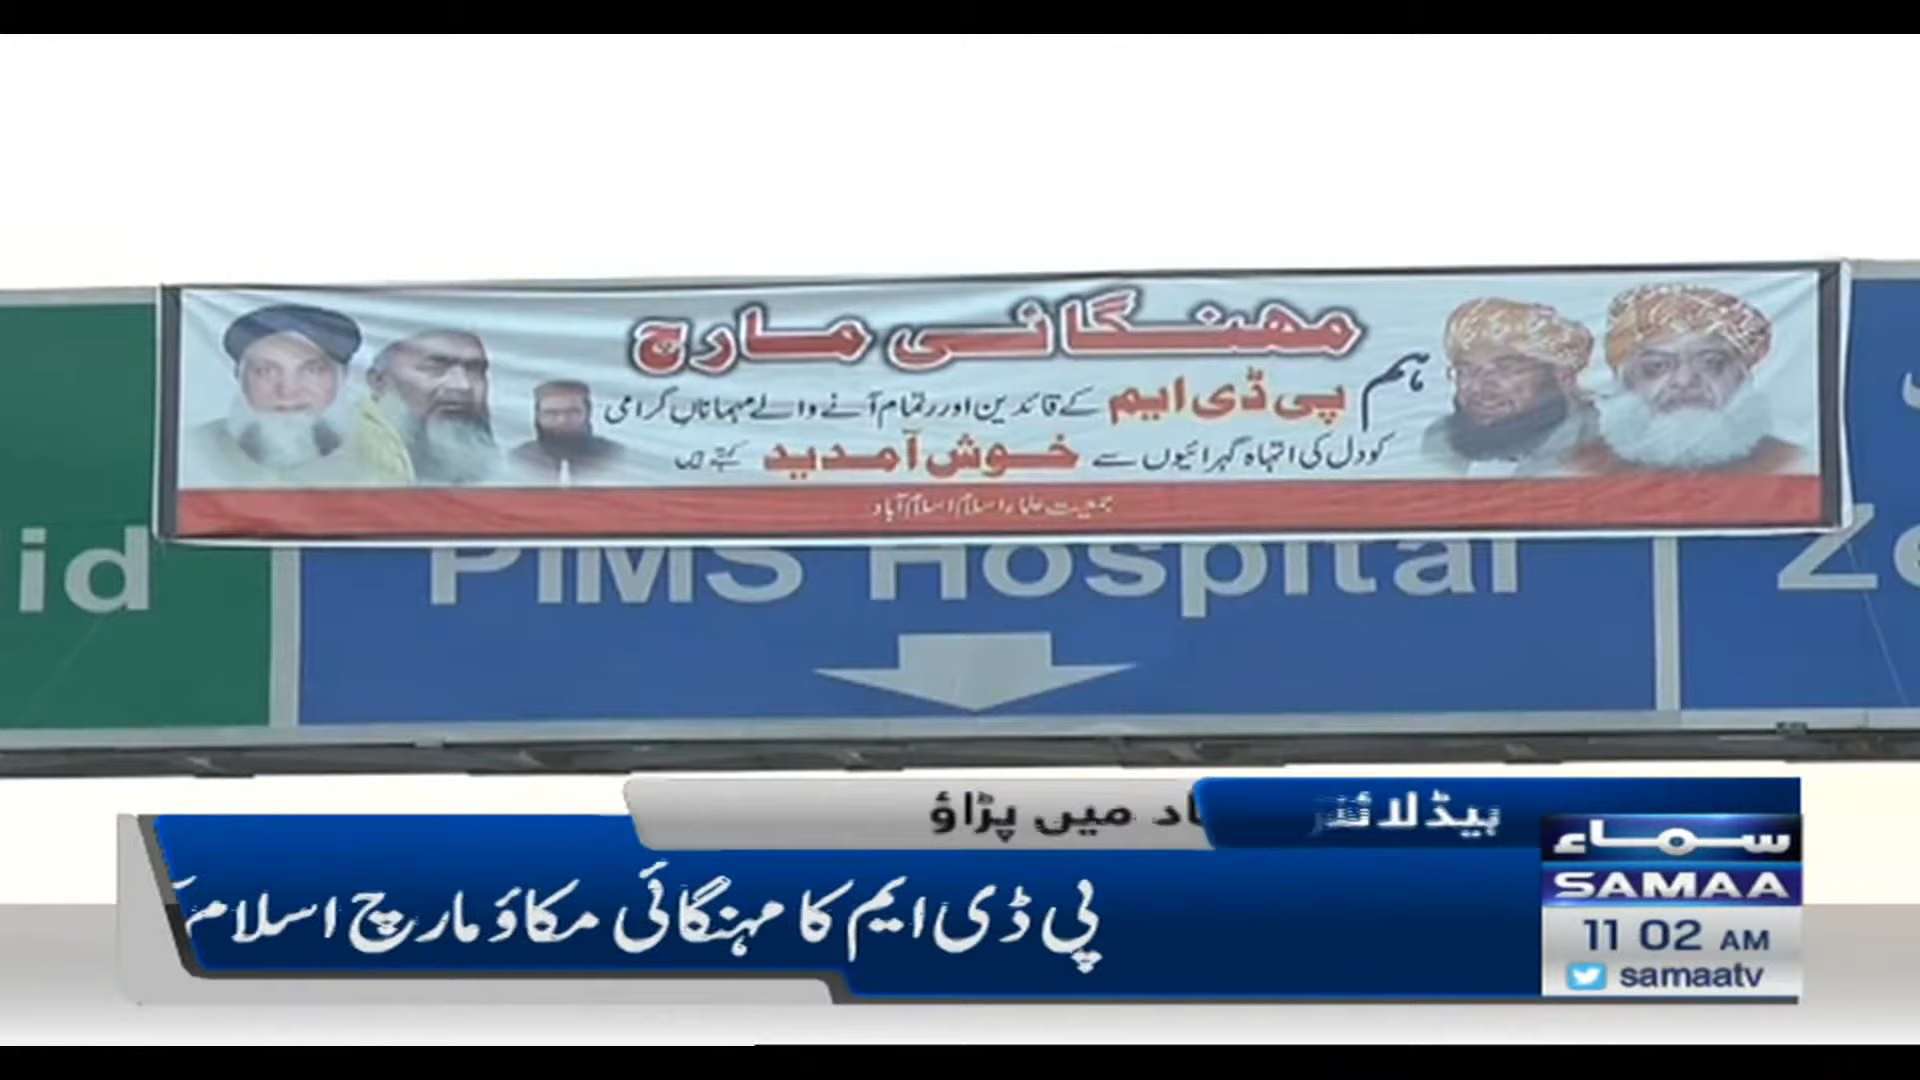 مھنگائی مارچ
ہم پی ڈی ایم کے قائدین اور تمام آنے والے مہمانان گرامی
کو دل کی انتہاہ گہرائیوں سے خوش آمدید کہتے ہیں
جمعیت علماء اسلام اسلام آباد
id
PIMS Hospital
Ze
ہیڈلائنز
اد میں پڑاؤ
پی ڈی ایم کا مہنگائی مکاؤ مارچ اسلام
سماء
SAMAA
11 02 AM
samaatv